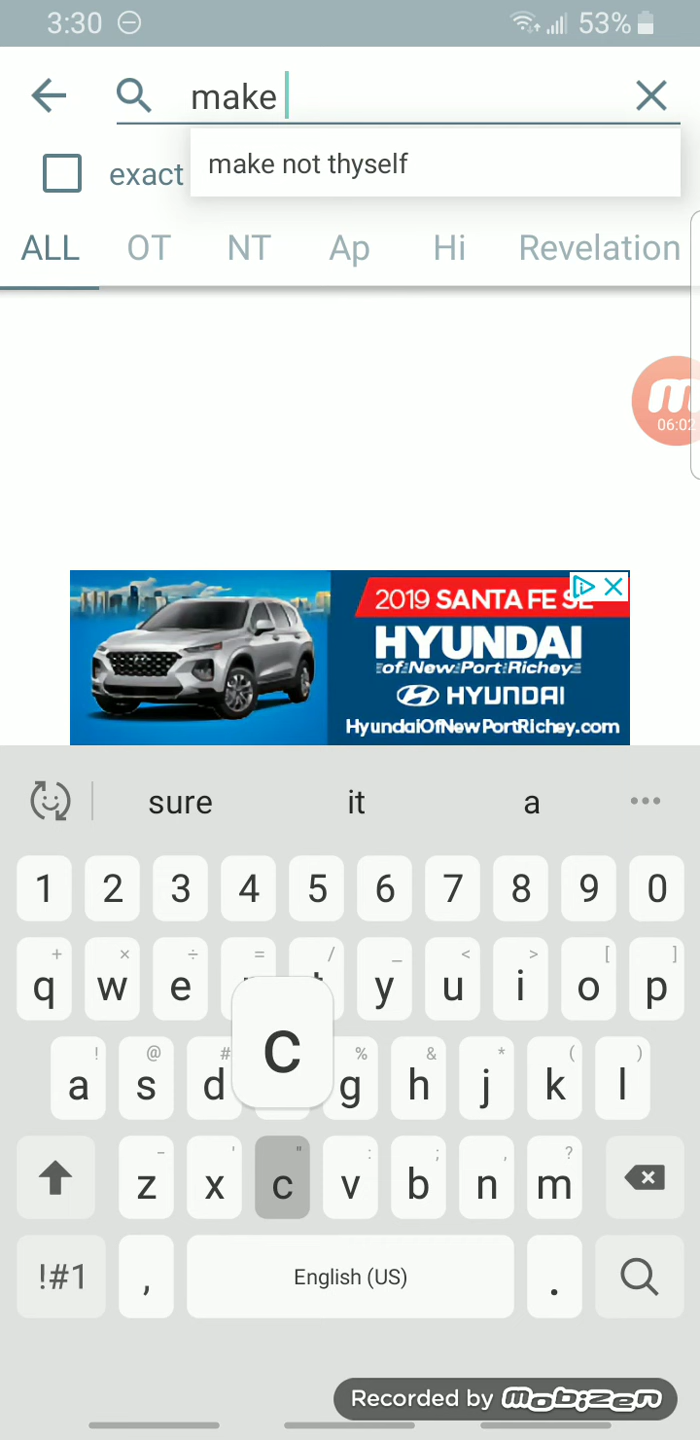 3:30 53%
make
make not thyself
exact
ALL OT NT Ap Hi Revelation
06:02
2019 SANTA FE SE
HYUNDAI
of New Port Richey
HYUNDAI
HyundaiOfNewPortRichey.com
sure it a
1 2 3 4 5 6 7 8 9 0
+ × ÷ = / _ < > [ ]
q w e y u i o p
c
! @ # % & * ( )
a s d g h j k l
- ' " : ; , ?
z x c v b n m
!#1 , English (US) .
Recorded by mobizen